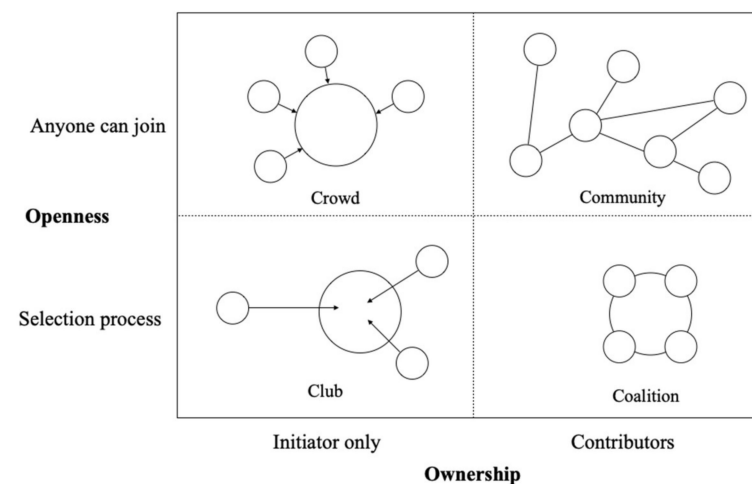 Anyone can join
Crowd
Community
Openness
Selection process
Club
Coalition
Initiator only
Contributors
Ownership